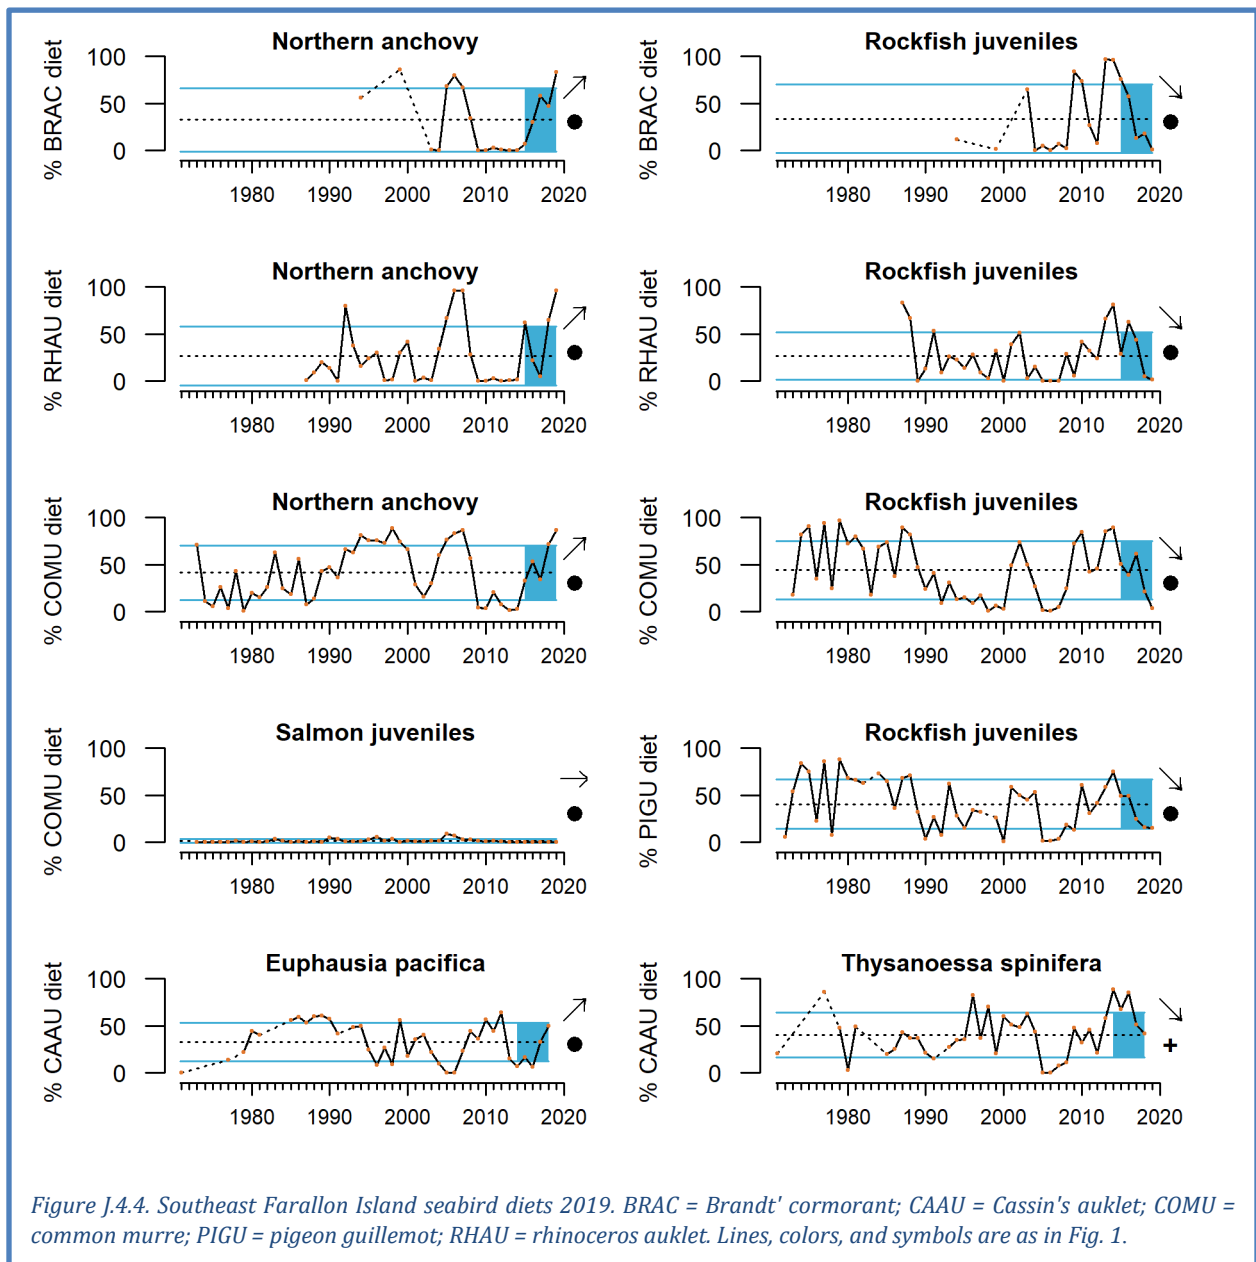 Northern anchovy
% BRAC diet
100
50
0
1980 1990 2000 2010 2020
Rockfish juveniles
% BRAC diet
100
50
0
1980 1990 2000 2010 2020
Northern anchovy
% RHAU diet
100
50
0
1980 1990 2000 2010 2020
Rockfish juveniles
% RHAU diet
100
50
0
1980 1990 2000 2010 2020
Northern anchovy
% COMU diet
100
50
0
1980 1990 2000 2010 2020
Rockfish juveniles
% COMU diet
100
50
0
1980 1990 2000 2010 2020
Salmon juveniles
% COMU diet
100
50
0
1980 1990 2000 2010 2020
Rockfish juveniles
% PIGU diet
100
50
0
1980 1990 2000 2010 2020
Euphausia pacifica
% CAAU diet
100
50
0
1980 1990 2000 2010 2020
Thysanoessa spinifera
% CAAU diet
100
50
0
+
1980 1990 2000 2010 2020
Figure J.4.4. Southeast Farallon Island seabird diets 2019. BRAC = Brandt' cormorant; CAAU = Cassin's auklet; COMU =
common murre; PIGU = pigeon guillemot; RHAU = rhinoceros auklet. Lines, colors, and symbols are as in Fig. 1.